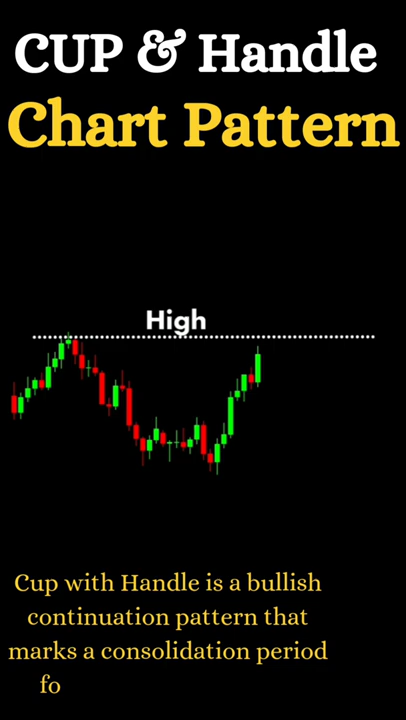 CUP & Handle
Chart Pattern
High
Cup with Handle is a bullish
continuation pattern that
marks a consolidation period
fo